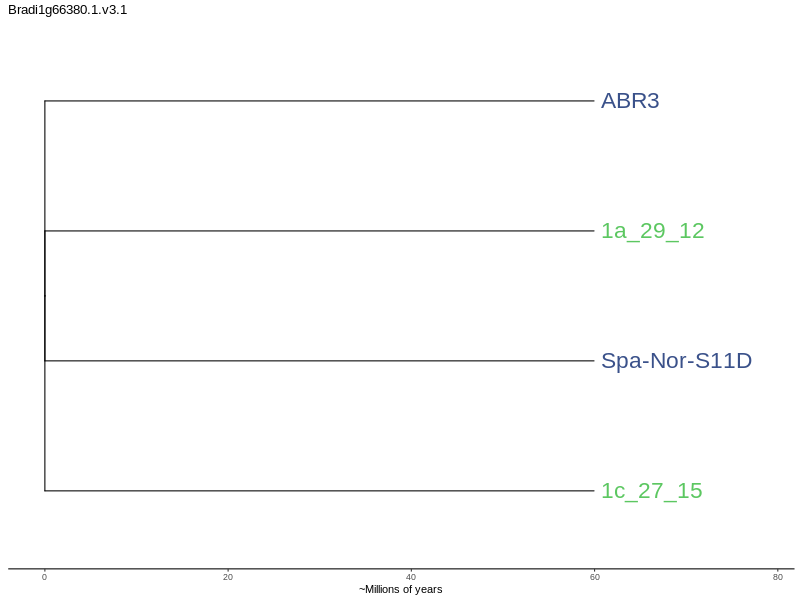 Bradi1g66380.1.v3.1
ABR3
1a_29_12
Spa-Nor-S11D
1c_27_15
0 20 40 60 80
~Millions of years